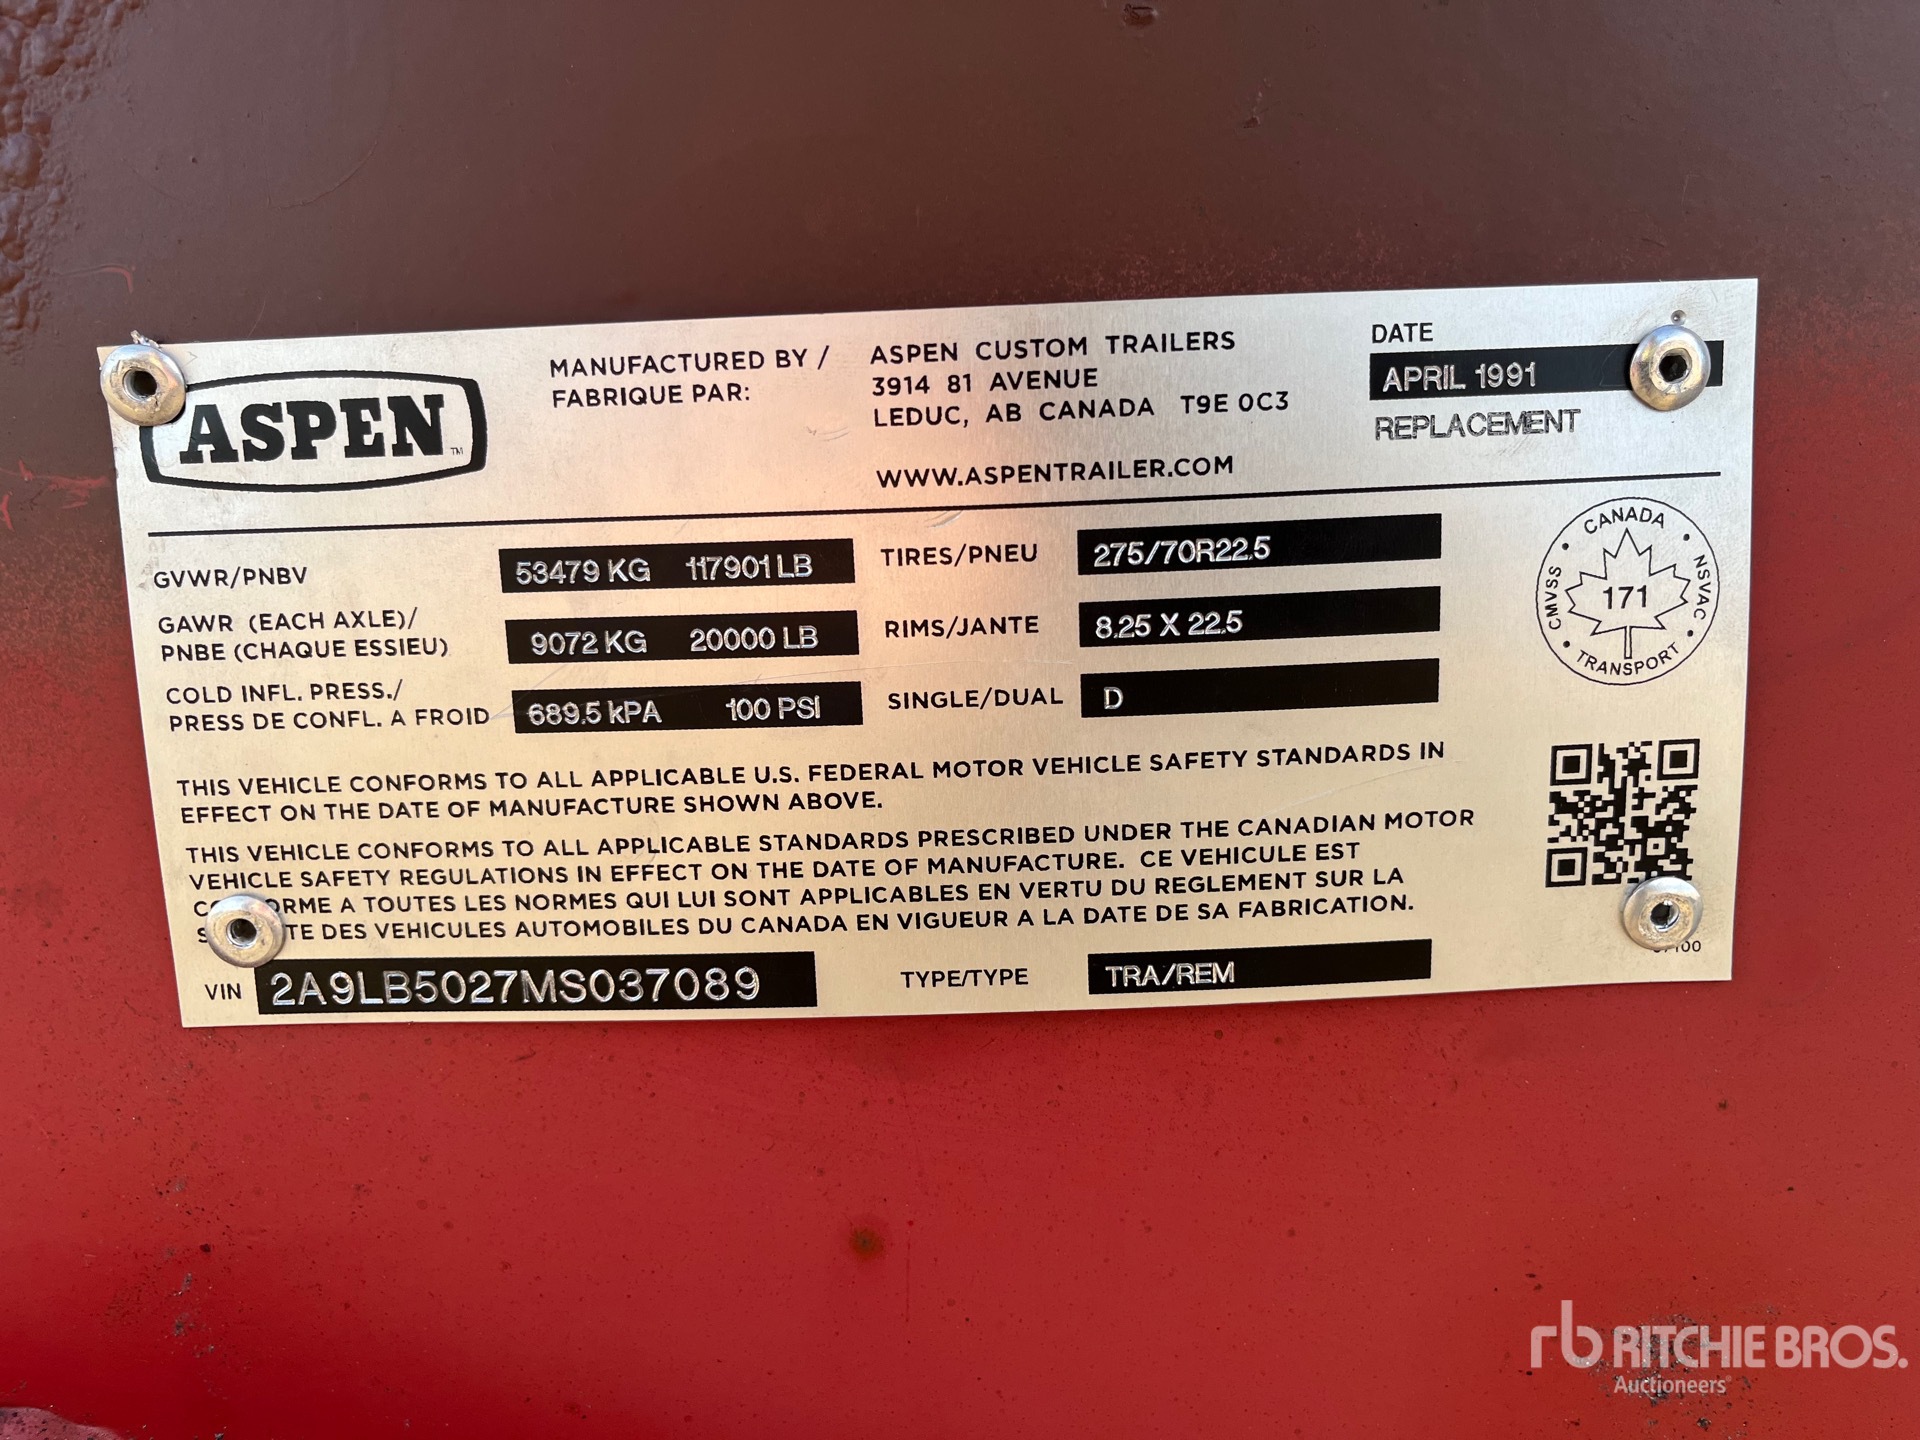 ASPEN™
MANUFACTURED BY /
FABRIQUE PAR:
ASPEN CUSTOM TRAILERS
3914 81 AVENUE
LEDUC, AB CANADA T9E 0C3
WWW.ASPENTRAILER.COM
DATE
APRIL 1991
REPLACEMENT
GVWR/PNBV 53479 KG 117901 LB
GAWR (EACH AXLE)/
PNBE (CHAQUE ESSIEU) 9072 KG 20000 LB
COLD INFL. PRESS./
PRESS DE CONFL. A FROID 689.5 kPA 100 PSI
TIRES/PNEU 275/70R22.5
RIMS/JANTE 8.25 X 22.5
SINGLE/DUAL D
CANADA
CMVSS • NSVAC
171
TRANSPORT
THIS VEHICLE CONFORMS TO ALL APPLICABLE U.S. FEDERAL MOTOR VEHICLE SAFETY STANDARDS IN
EFFECT ON THE DATE OF MANUFACTURE SHOWN ABOVE.
THIS VEHICLE CONFORMS TO ALL APPLICABLE STANDARDS PRESCRIBED UNDER THE CANADIAN MOTOR
VEHICLE SAFETY REGULATIONS IN EFFECT ON THE DATE OF MANUFACTURE. CE VEHICULE EST
A TOUTES LES NORMES QUI LUI SONT APPLICABLES EN VERTU DU REGLEMENT SUR LA
DES VEHICULES AUTOMOBILES DU CANADA EN VIGUEUR A LA DATE DE SA FABRICATION.
VIN 2A9LB5027MS037089
TYPE/TYPE TRA/REM
rb RITCHIE BROS.
Auctioneers